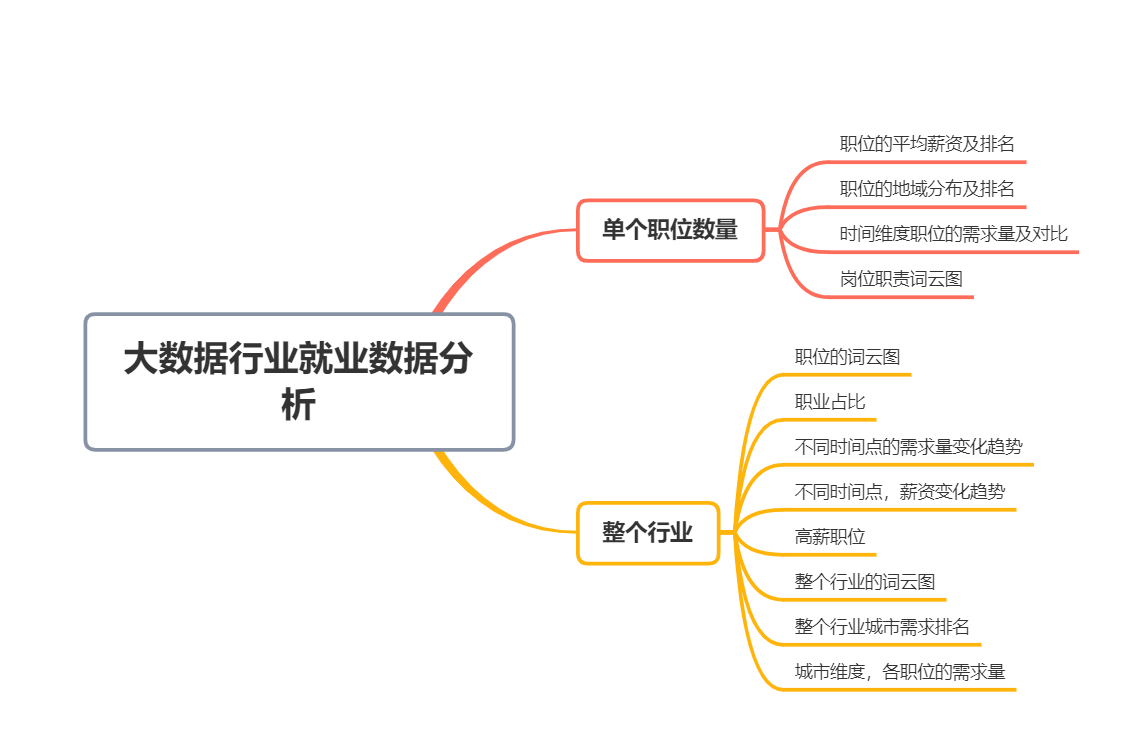 大数据行业就业数据分
析
单个职位数量
职位的平均薪资及排名
职位的地域分布及排名
时间维度职位的需求量及对比
岗位职责词云图
整个行业
职位的词云图
职业占比
不同时间点的需求量变化趋势
不同时间点，薪资变化趋势
高薪职位
整个行业的词云图
整个行业城市需求排名
城市维度，各职位的需求量